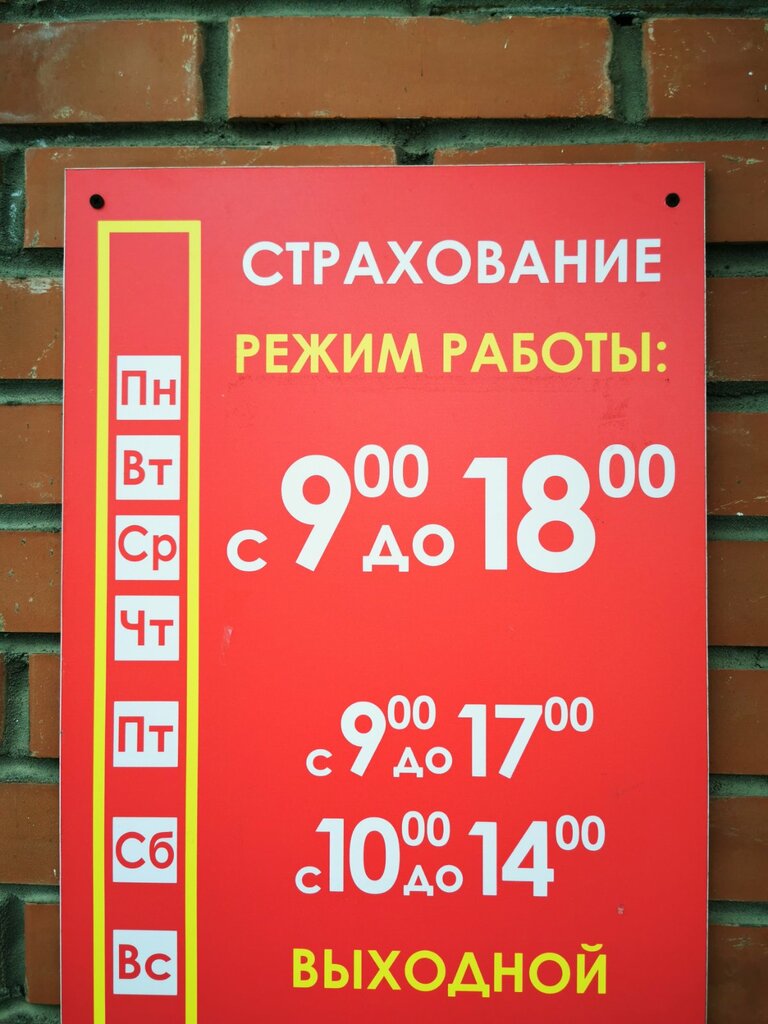 СТРАХОВАНИЕ
РЕЖИМ РАБОТЫ:
Пн
Вт
Ср
Чт
с 9⁰⁰ до 18⁰⁰
Пт с 9⁰⁰ до 17⁰⁰
Сб с 10⁰⁰ до 14⁰⁰
Вс ВЫХОДНОЙ